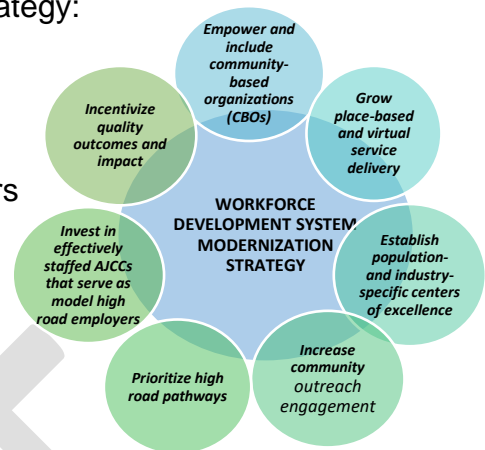 ategy:
Empower and
include
community-
based
organizations
(CBOs)
Grow
place-based
and virtual
service
delivery
Establish
population-
and industry-
specific centers
of excellence
Increase
community
outreach
engagement
Prioritize high
road pathways
Invest in
effectively
staffed AJCCs
that serve as
model high
road employers
Incentivize
quality
outcomes and
impact
WORKFORCE
DEVELOPMENT SYSTEM
MODERNIZATION
STRATEGY
rs